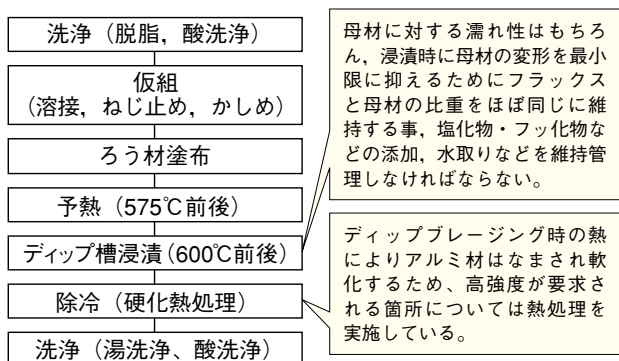 洗浄（脱脂，酸洗浄）
仮組
（溶接，ねじ止め，かしめ）
ろう材塗布
予熱（575℃前後）
ディップ槽浸漬（600℃前後）
除冷（硬化熱処理）
洗浄（湯洗浄、酸洗浄）
母材に対する濡れ性はもちろ
ん，浸漬時に母材の変形を最小
限に抑えるためにフラックス
と母材の比重をほぼ同じに維
持する事，塩化物・フッ化物な
どの添加，水取りなどを維持管
理しなければならない。
ディップブレージング時の熱
によりアルミ材はなまされ軟
化するため、高強度が要求さ
れる箇所については熱処理を
実施している。